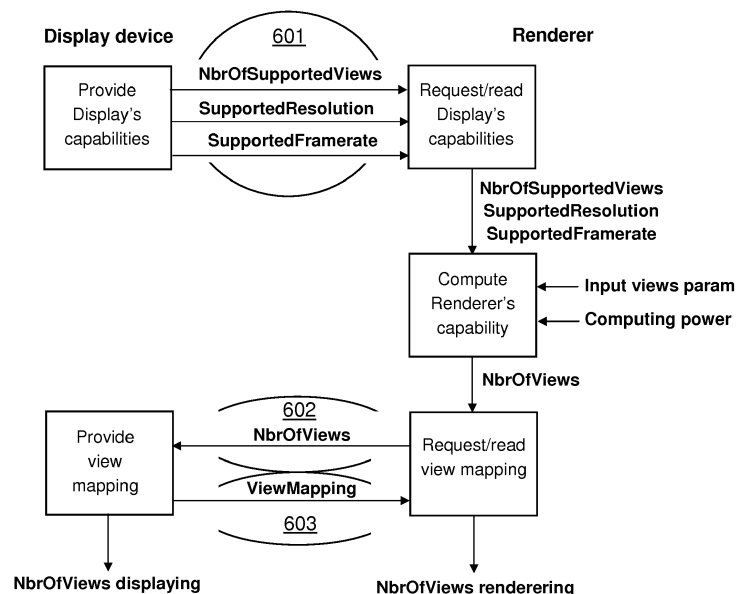 Display device
601
Renderer
Provide
Display's
capabilities
NbrOfSupportedViews
SupportedResolution
SupportedFramerate
Request/read
Display's
capabilities
NbrOfSupportedViews
SupportedResolution
SupportedFramerate
Compute
Renderer's
capability
Input views param
Computing power
NbrOfViews
Provide
view
mapping
602
NbrOfViews
ViewMapping
603
Request/read
view mapping
NbrOfViews displaying
NbrOfViews renderering